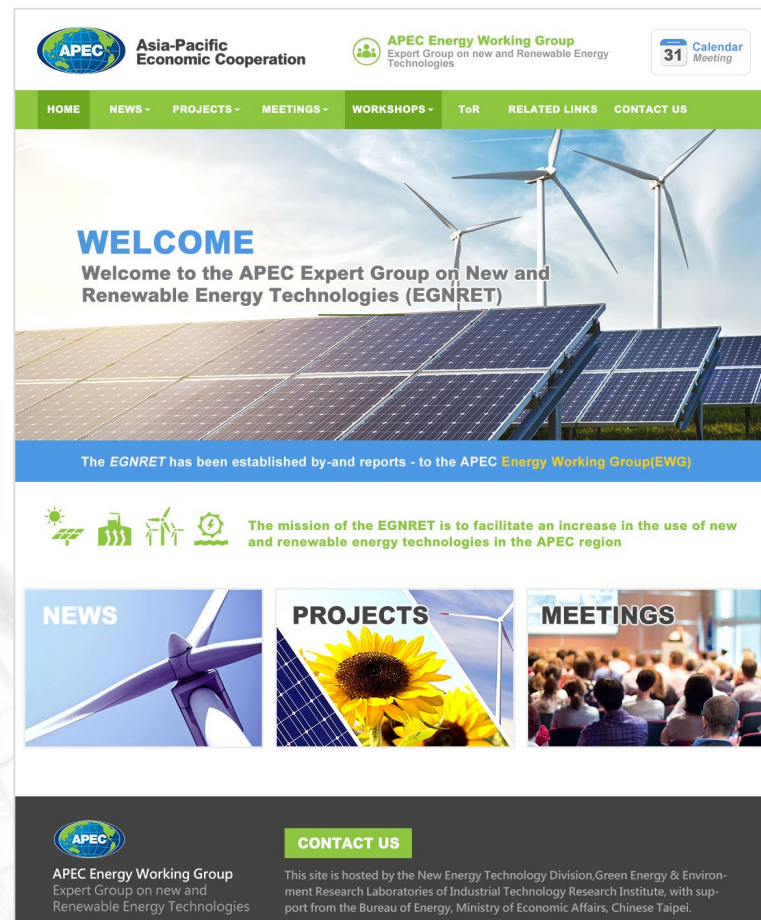 APEC
Asia-Pacific
Economic Cooperation
APEC Energy Working Group
Expert Group on new and Renewable Energy
Technologies
31
Calendar
Meeting
HOME NEWS PROJECTS MEETINGS WORKSHOPS ToR RELATED LINKS CONTACT US
WELCOME
Welcome to the APEC Expert Group on New and
Renewable Energy Technologies (EGNRET)
The EGNRET has been established by-and reports - to the APEC Energy Working Group(EWG)
The mission of the EGNRET is to facilitate an increase in the use of new
and renewable energy technologies in the APEC region
NEWS
PROJECTS
MEETINGS
APEC
APEC Energy Working Group
Expert Group on new and
Renewable Energy Technologies
CONTACT US
This site is hosted by the New Energy Technology Division,Green Energy & Environ-
ment Research Laboratories of Industrial Technology Research Institute, with sup-
port from the Bureau of Energy, Ministry of Economic Affairs, Chinese Taipei.